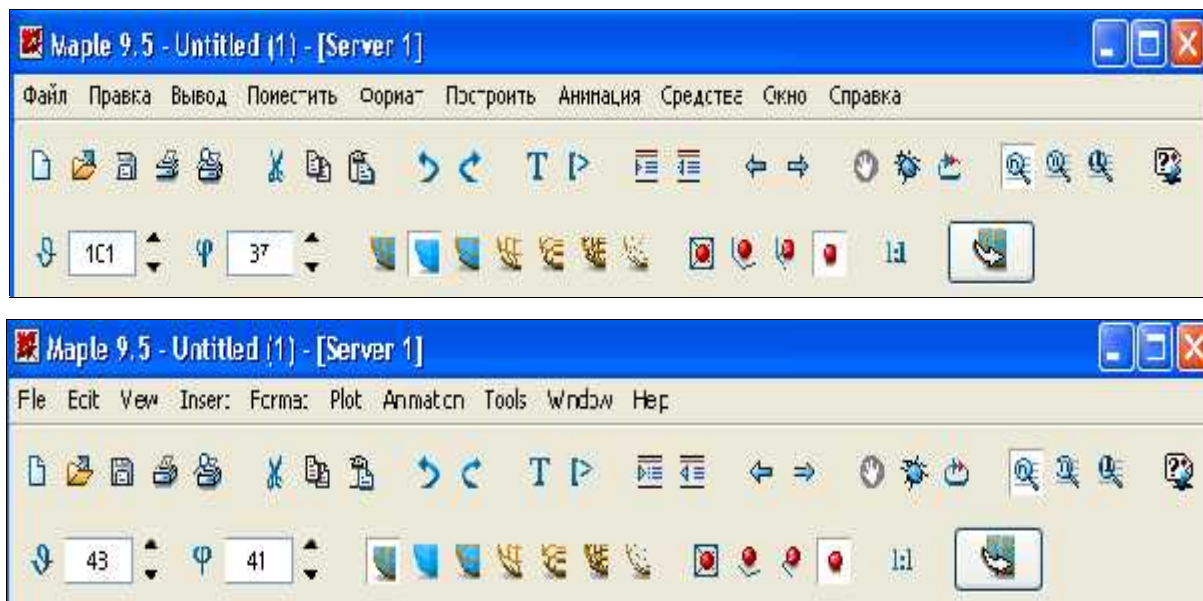 Maple 9.5 - Untitled (1) - [Server 1]
Файл Правка Вывод Поместить Формат Построить Анимация Средства Окно Справка
T
ϑ 101 φ 37 1:1
Maple 9.5 - Untitled (1) - [Server 1]
File Edit View Insert Format Plot Animation Tools Window Help
T
ϑ 43 φ 41 1:1